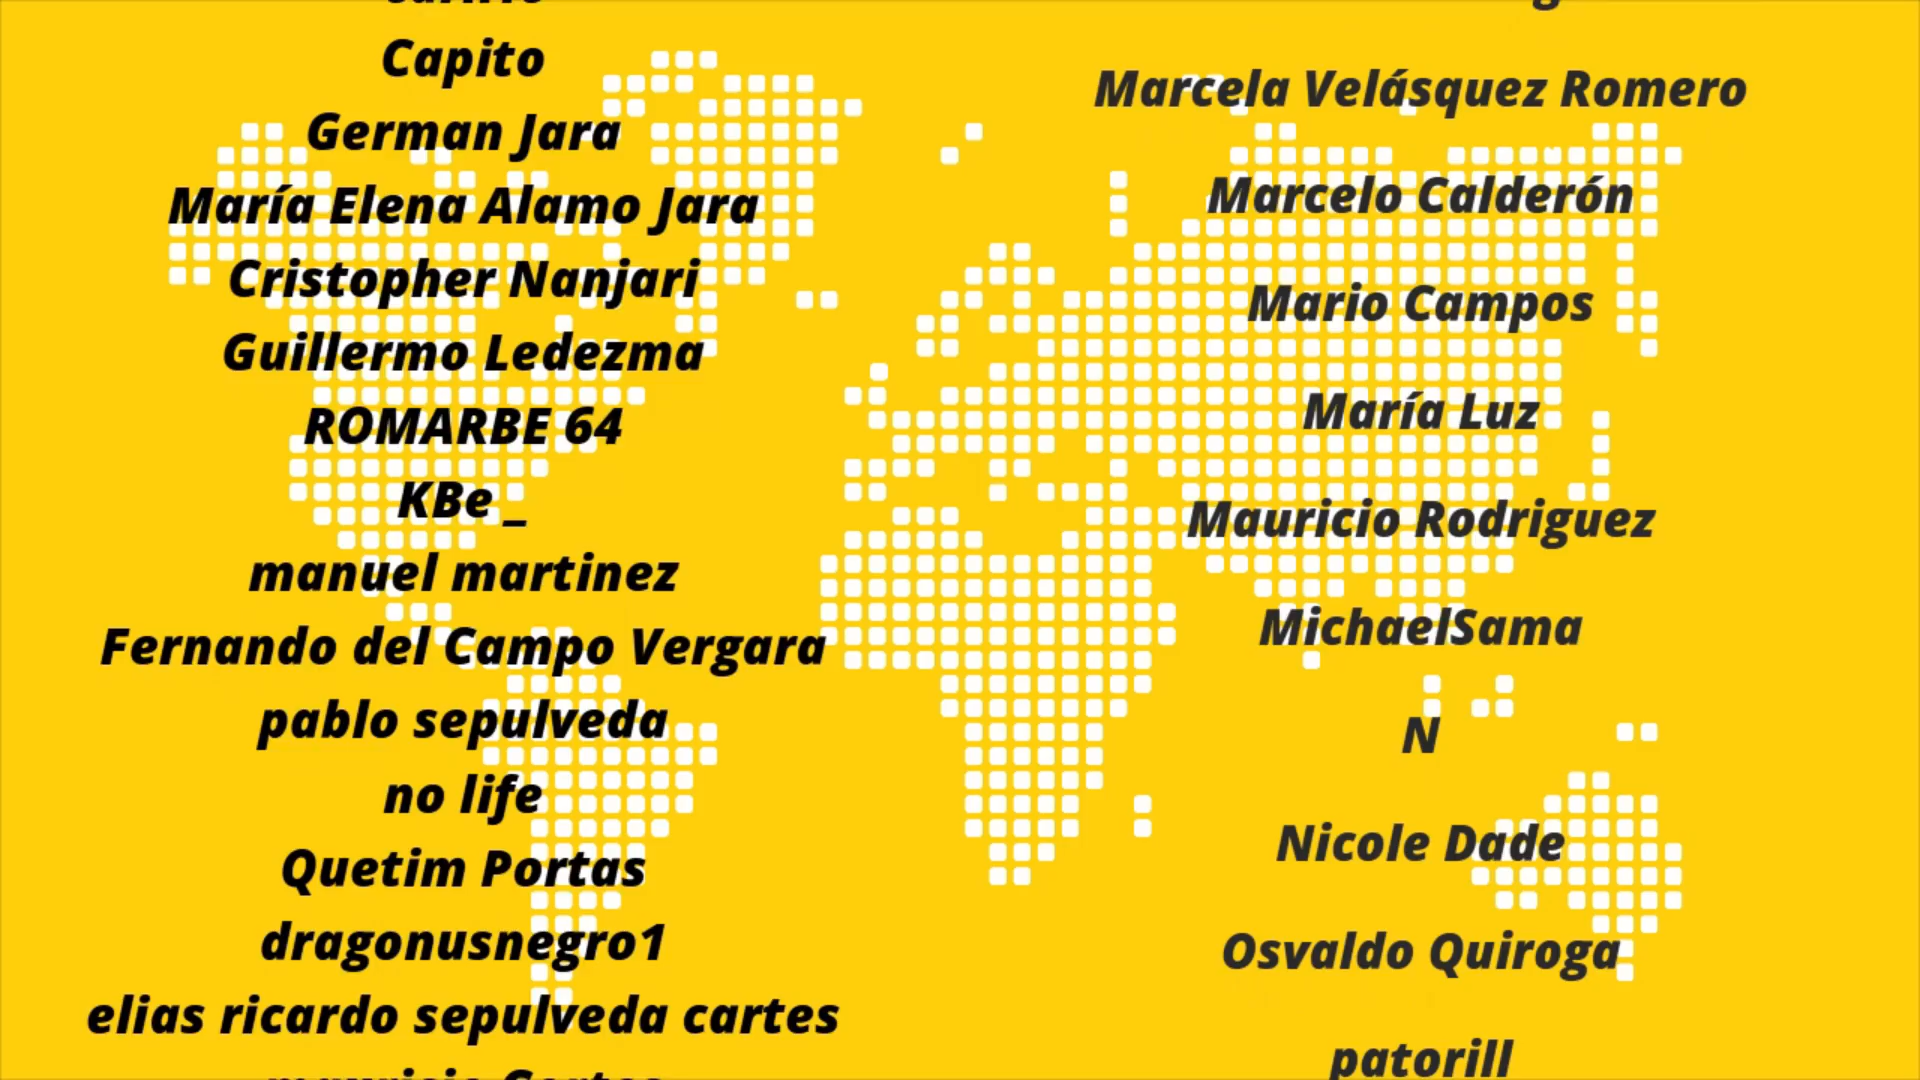 Capito
German Jara
María Elena Alamo Jara
Cristopher Nanjari
Guillermo Ledezma
ROMARBE 64
KBe _
manuel martinez
Fernando del Campo Vergara
pablo sepulveda
no life
Quetim Portas
dragonusnegro1
elias ricardo sepulveda cartes
Marcela Velásquez Romero
Marcelo Calderón
Mario Campos
María Luz
Mauricio Rodriguez
MichaelSama
N
Nicole Dade
Osvaldo Quiroga
patorill